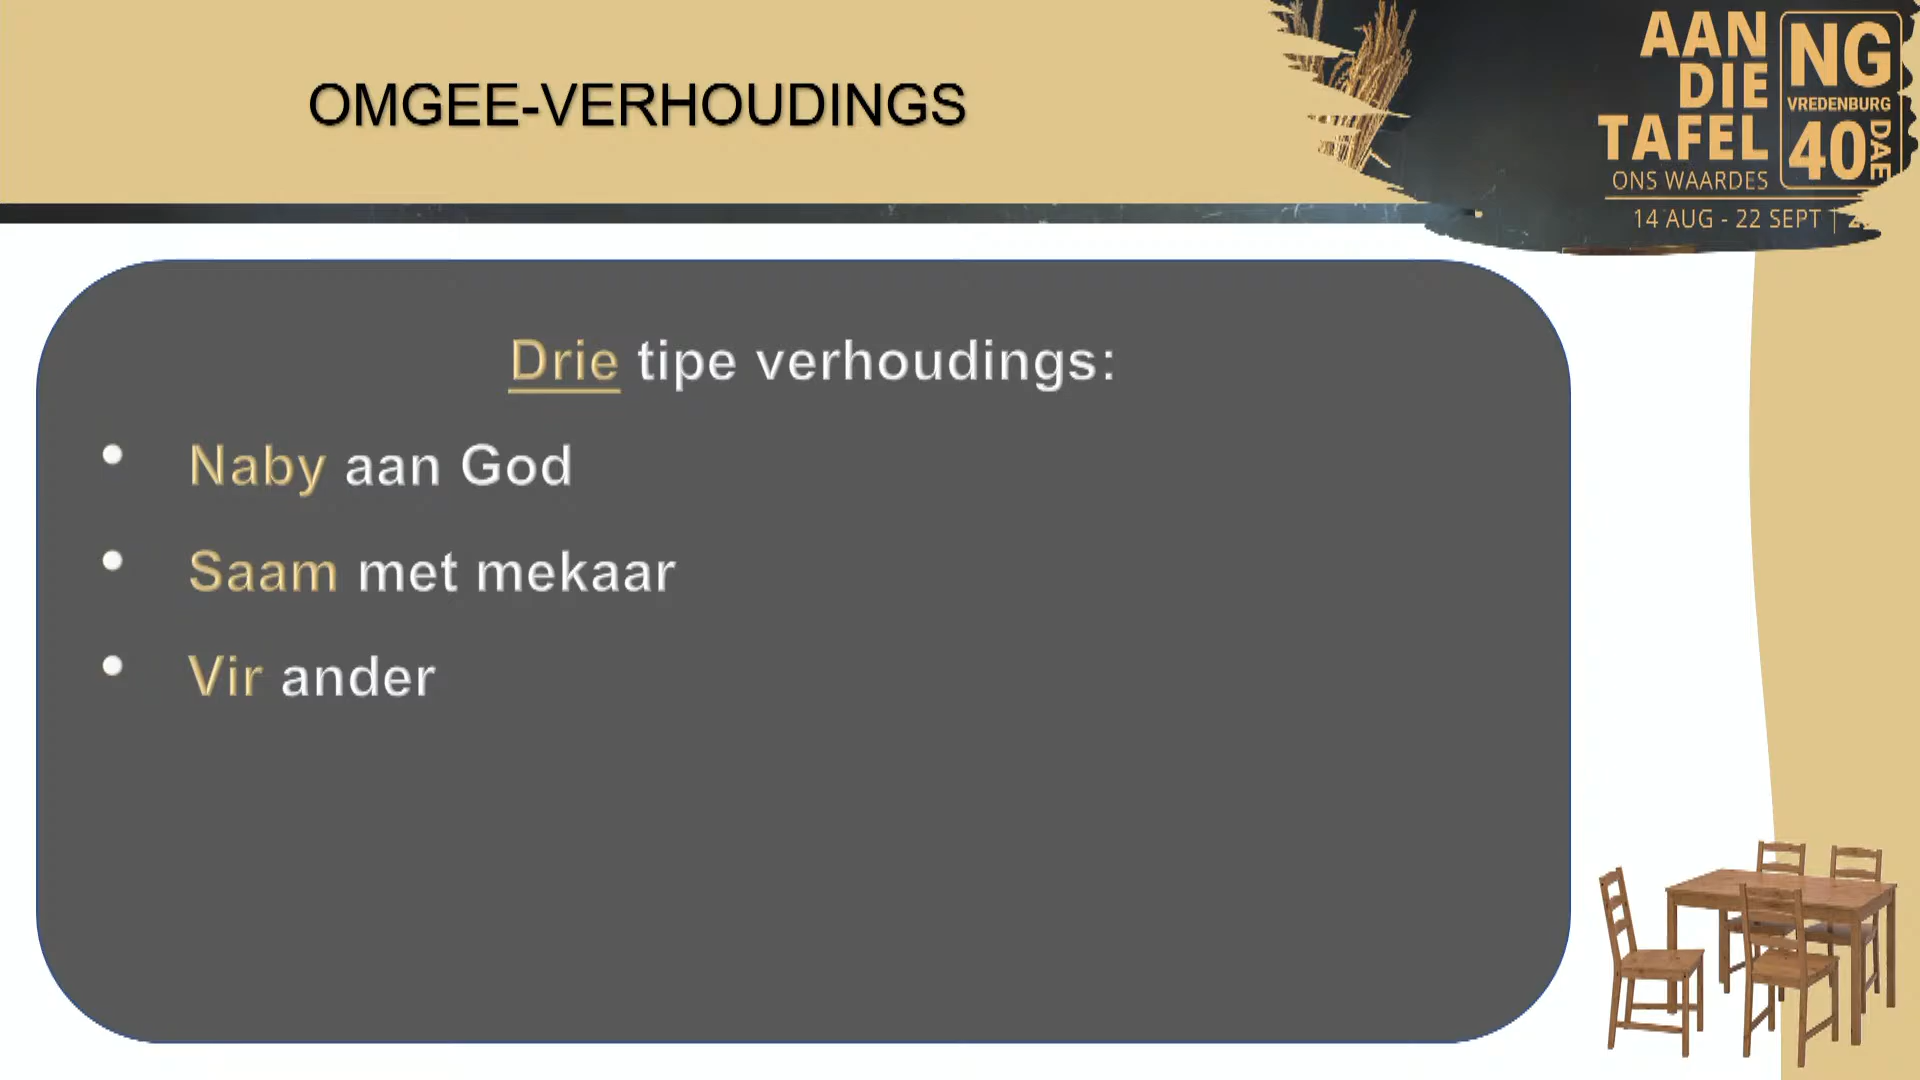 OMGEE-VERHOUDINGS
AAN
DIE
TAFEL
ONS WAARDES
NG
VREDENBURG
40
DAE
14 AUG - 22 SEPT |
Drie tipe verhoudings:
• Naby aan God
• Saam met mekaar
• Vir ander